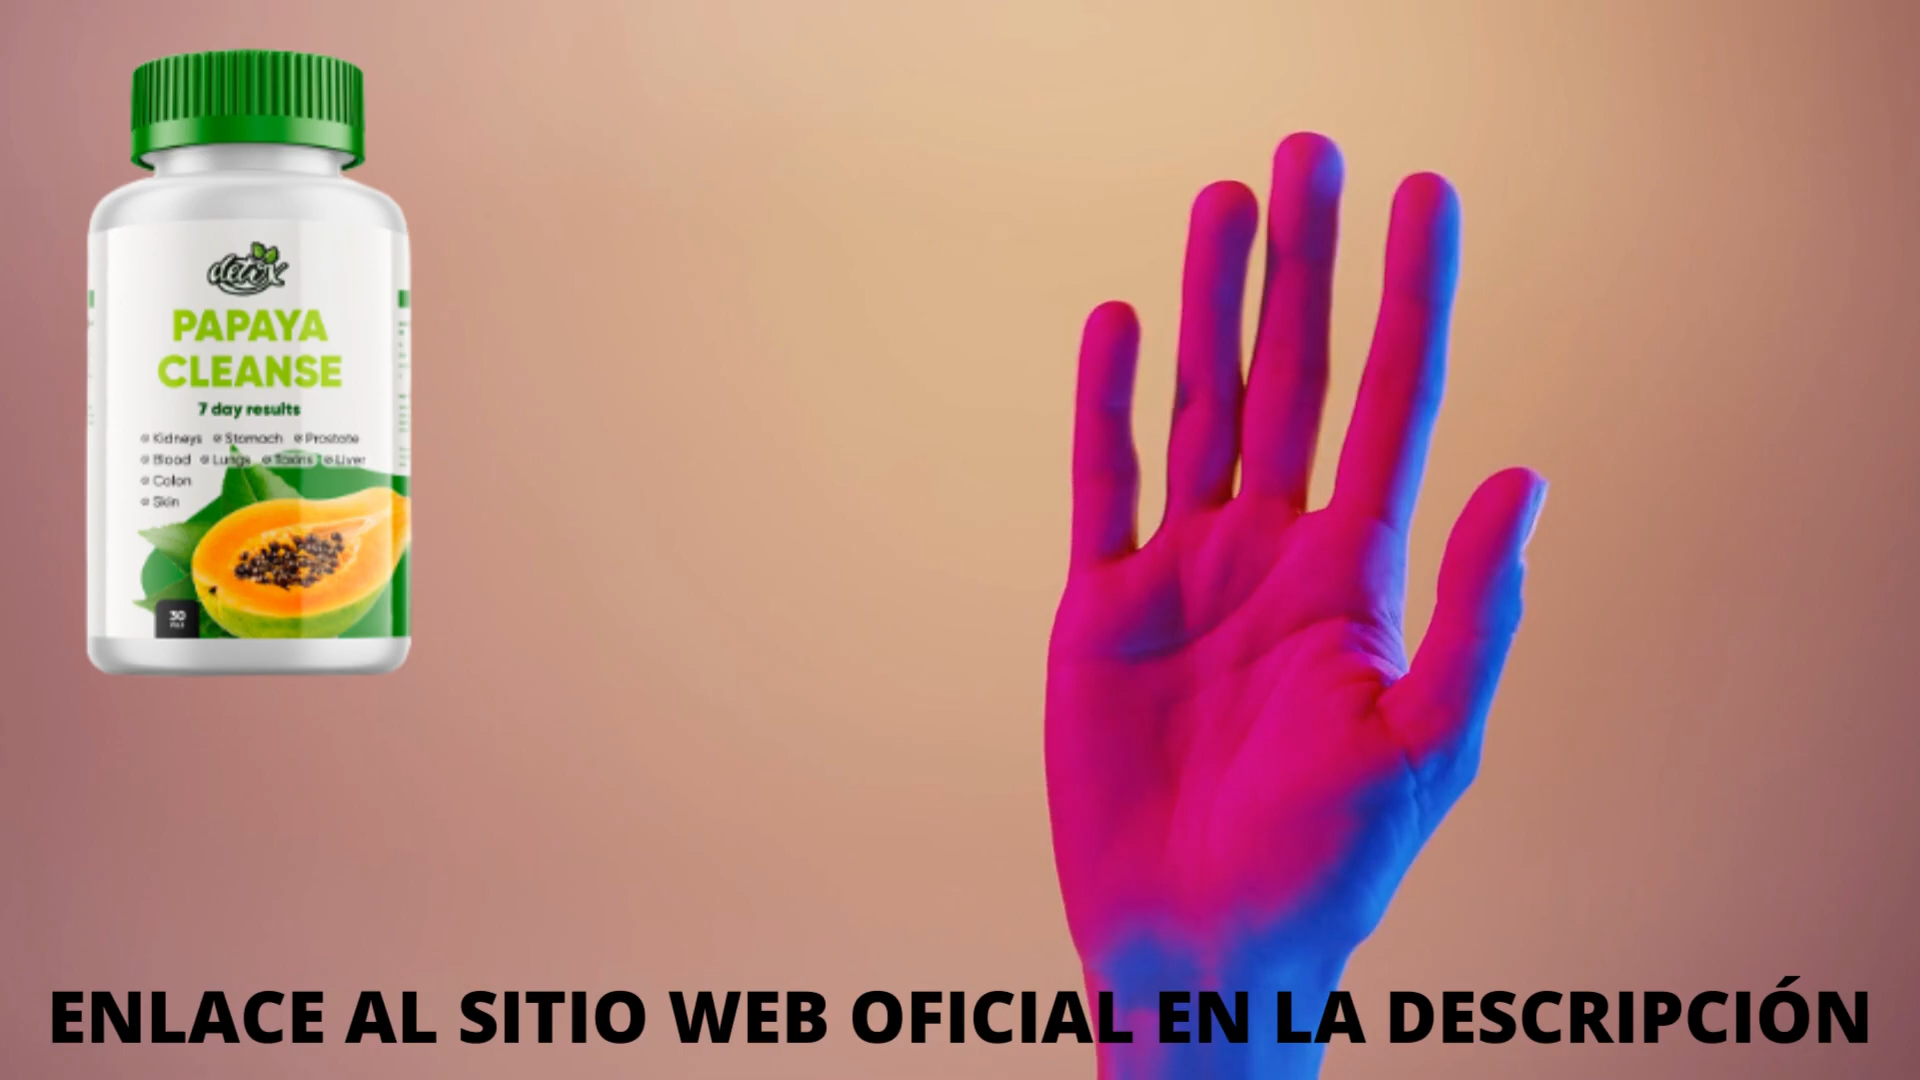 detox
PAPAYA
CLEANSE
7 day results
Kidneys Stomach Prostate
Blood Lungs Toxins Liver
Colon
Skin
30
ENLACE AL SITIO WEB OFICIAL EN LA DESCRIPCIÓN